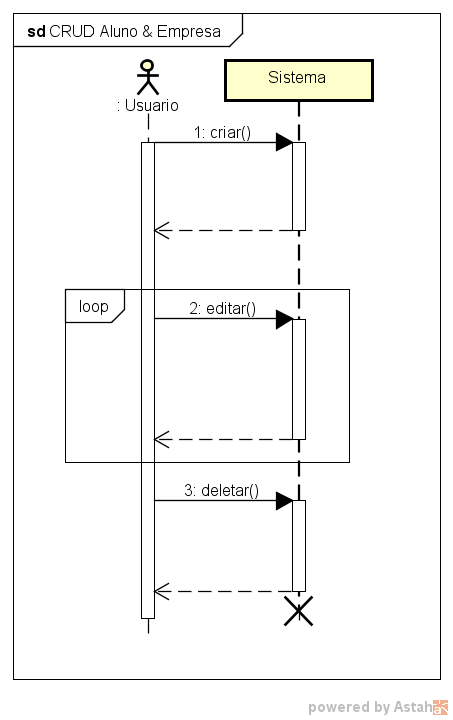 sd CRUD Aluno & Empresa
Sistema
: Usuario
1: criar()
loop
2: editar()
3: deletar()
powered by Astah